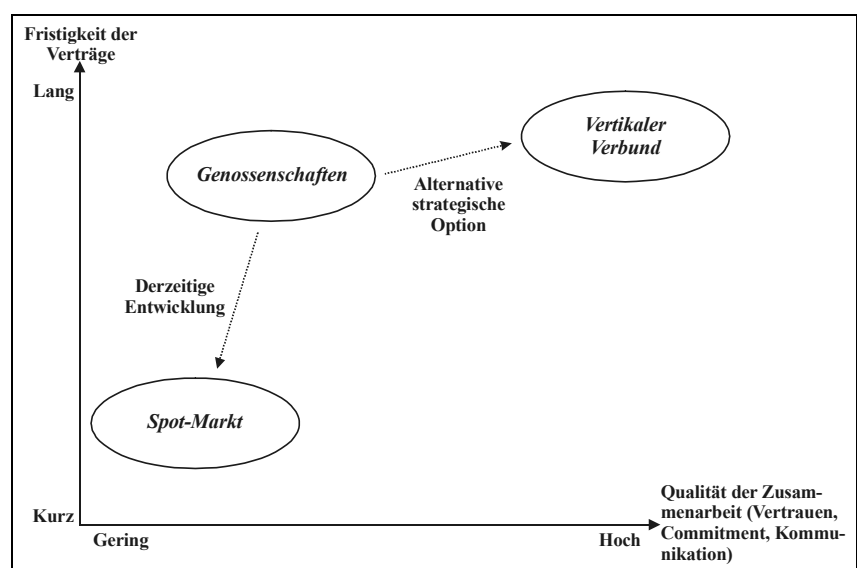 Fristigkeit der
Verträge
Lang
Vertikaler
Verbund
Genossenschaften
Alternative
strategische
Option
Derzeitige
Entwicklung
Spot-Markt
Kurz
Gering
Hoch
Qualität der Zusam-
menarbeit (Vertrauen,
Commitment, Kommu-
nikation)